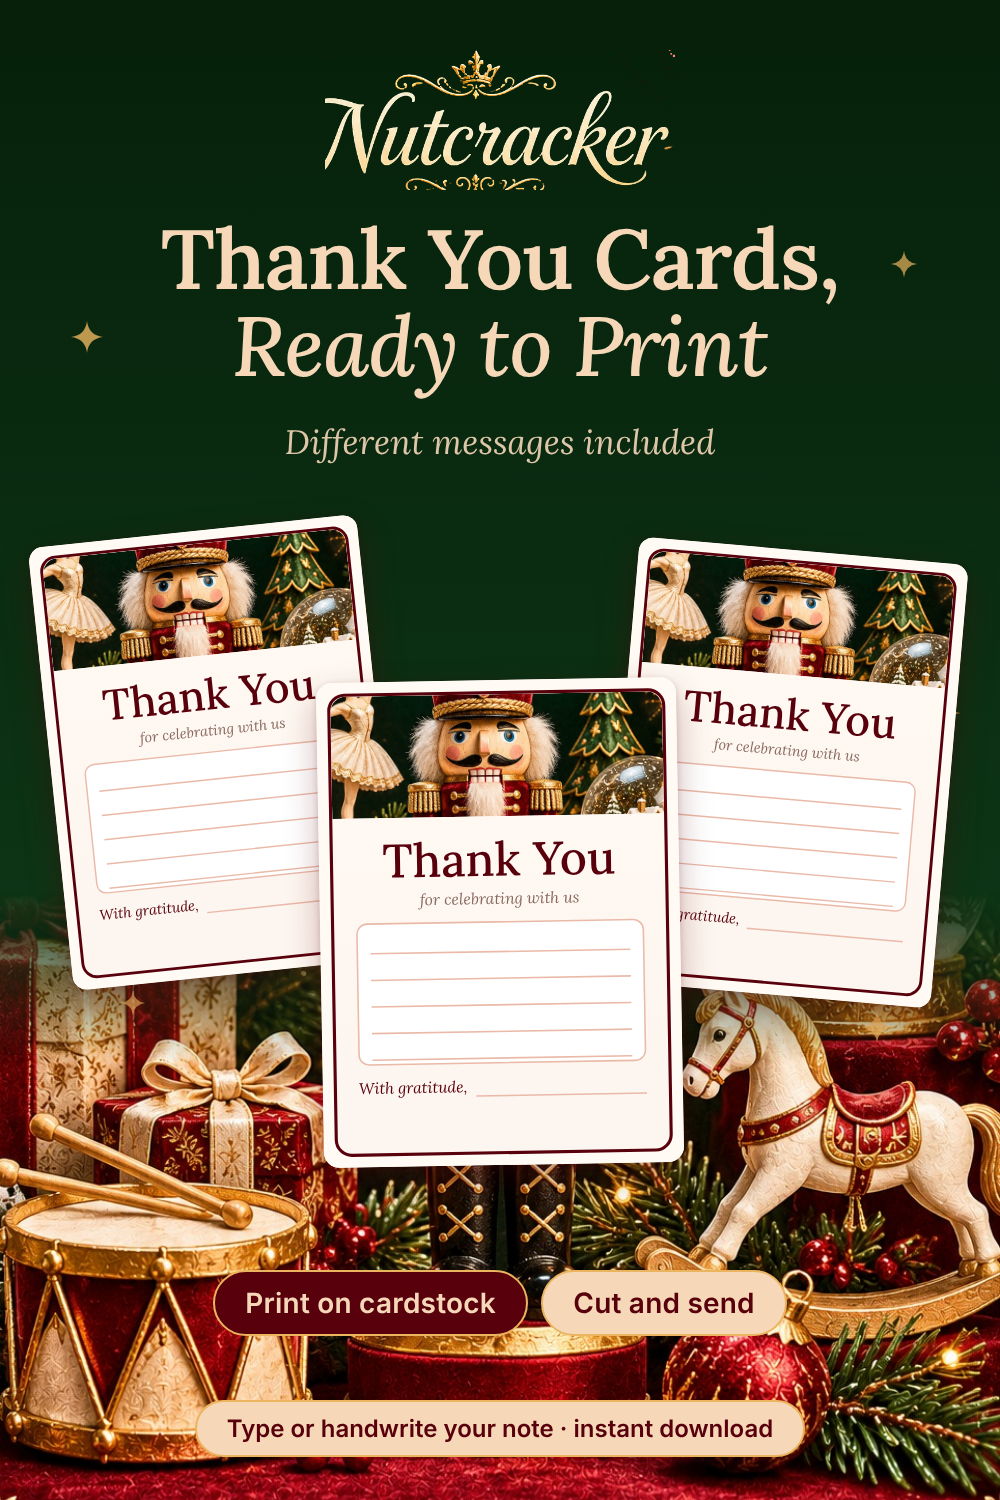 Nutcracker
Thank You Cards,
Ready to Print
Different messages included
Thank You
for celebrating with us
With gratitude,
Thank You
for celebrating with us
With gratitude,
Thank You
for celebrating with us
gratitude,
Print on cardstock
Cut and send
Type or handwrite your note · instant download